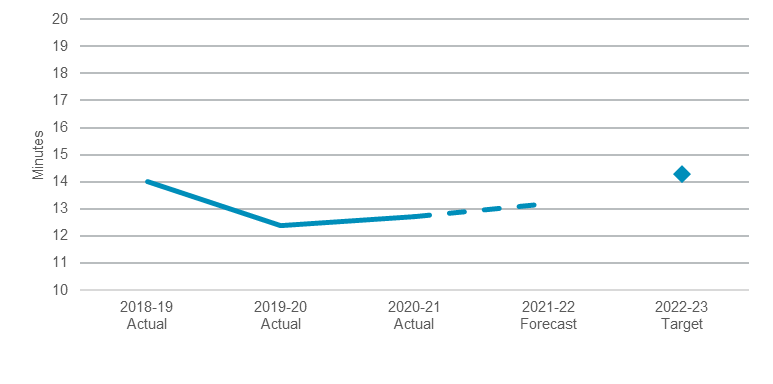 20
19
18
17
16
15
14
13
12
11
10
Minutes
2018-19
Actual
2019-20
Actual
2020-21
Actual
2021-22
Forecast
2022-23
Target